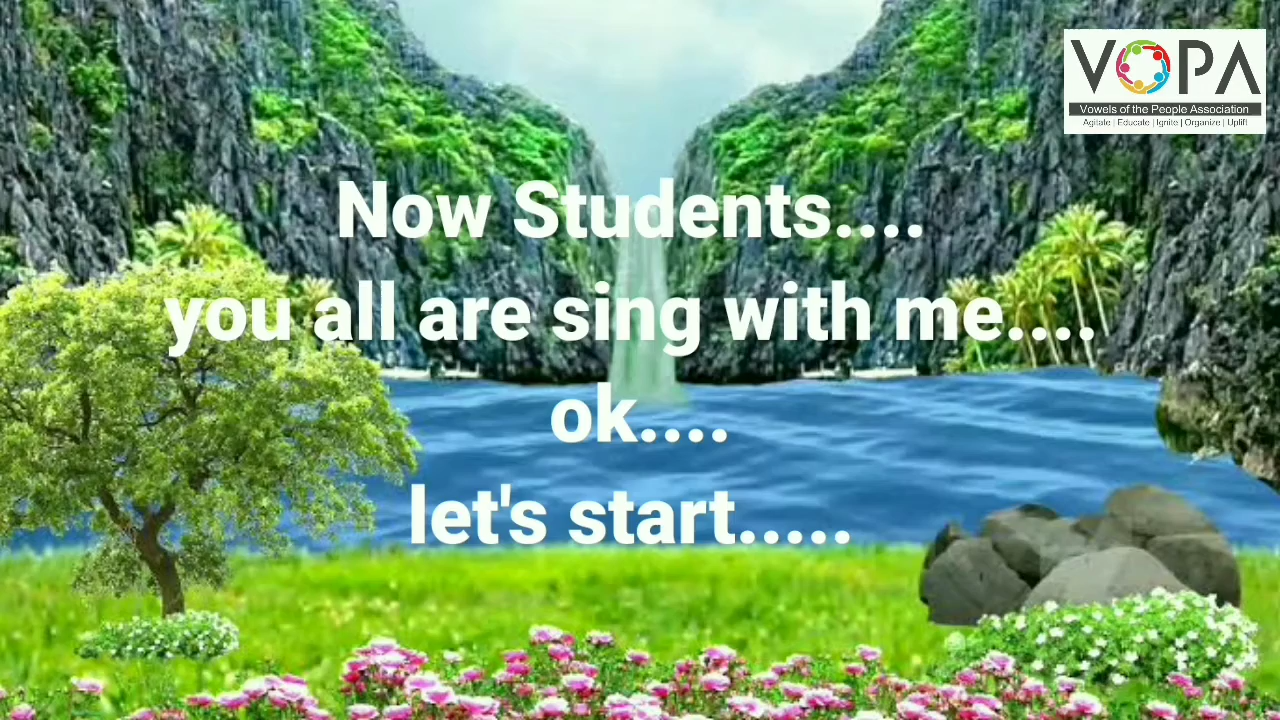 VOPA
Vowels of the People Association
Agitate | Educate | Ignite | Organize | Uplift
Now Students....
you all are sing with me....
ok....
let's start.....